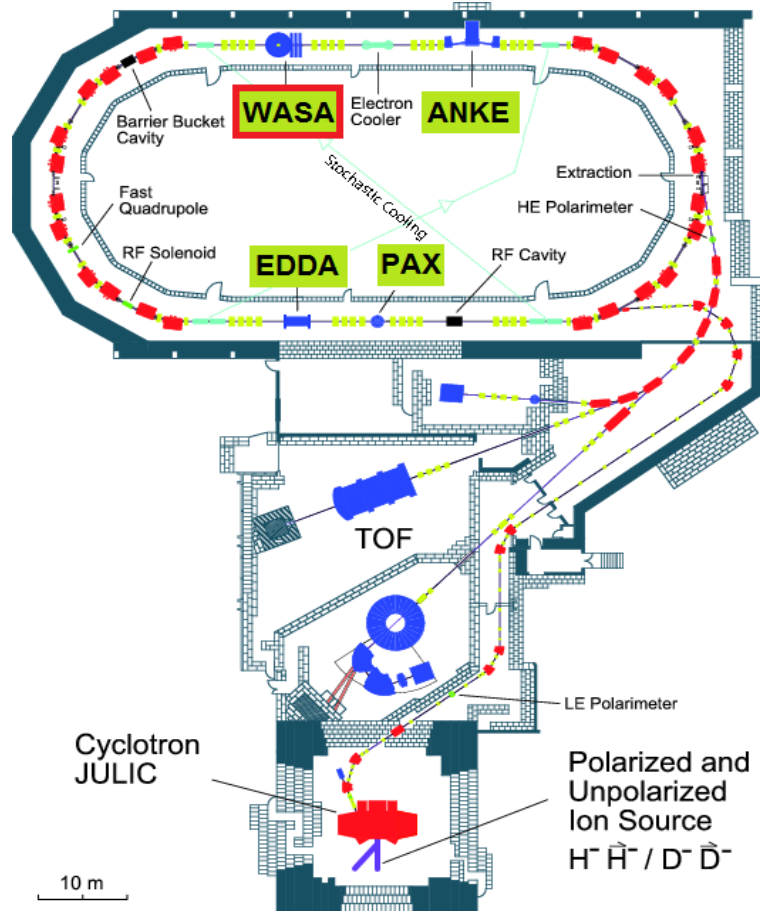 WASA
Electron
Cooler
ANKE
Barrier Bucket
Cavity
Stochastic Cooling
Extraction
Fast
Quadrupole
HE Polarimeter
RF Solenoid
EDDA
PAX
RF Cavity
TOF
LE Polarimeter
Cyclotron
JULIC
Polarized and
Unpolarized
Ion Source
H⁻ H⃗⁻ / D⁻ D⃗⁻
10 m